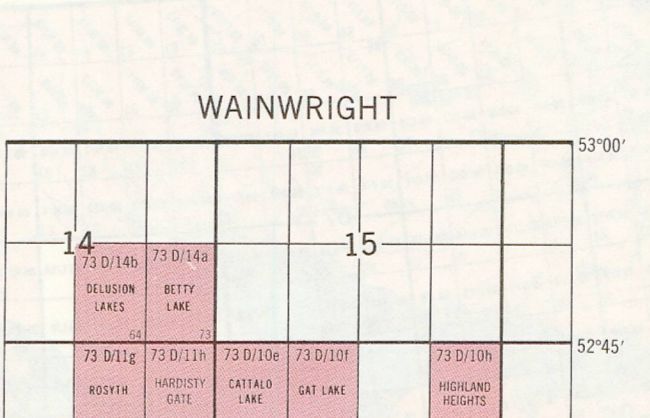 WAINWRIGHT
53°00′
14
15
73 D/14b
73 D/14a
DELUSION
LAKES
BETTY
LAKE
64
73
52°45′
73 D/11g
73 D/11h
73 D/10e
73 D/10f
73 D/10h
ROSYTH
HARDISTY
GATE
CATTALO
LAKE
GAT LAKE
HIGHLAND
HEIGHTS